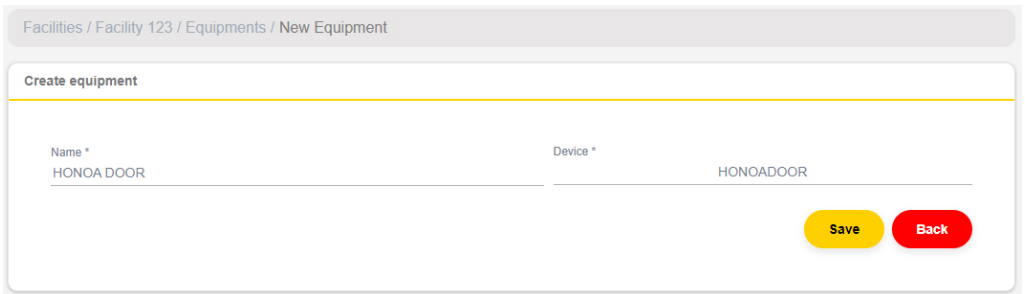 Facilities / Facility 123 / Equipments / New Equipment
Create equipment
Name *
Device *
HONOA DOOR
HONOADOOR
Save
Back